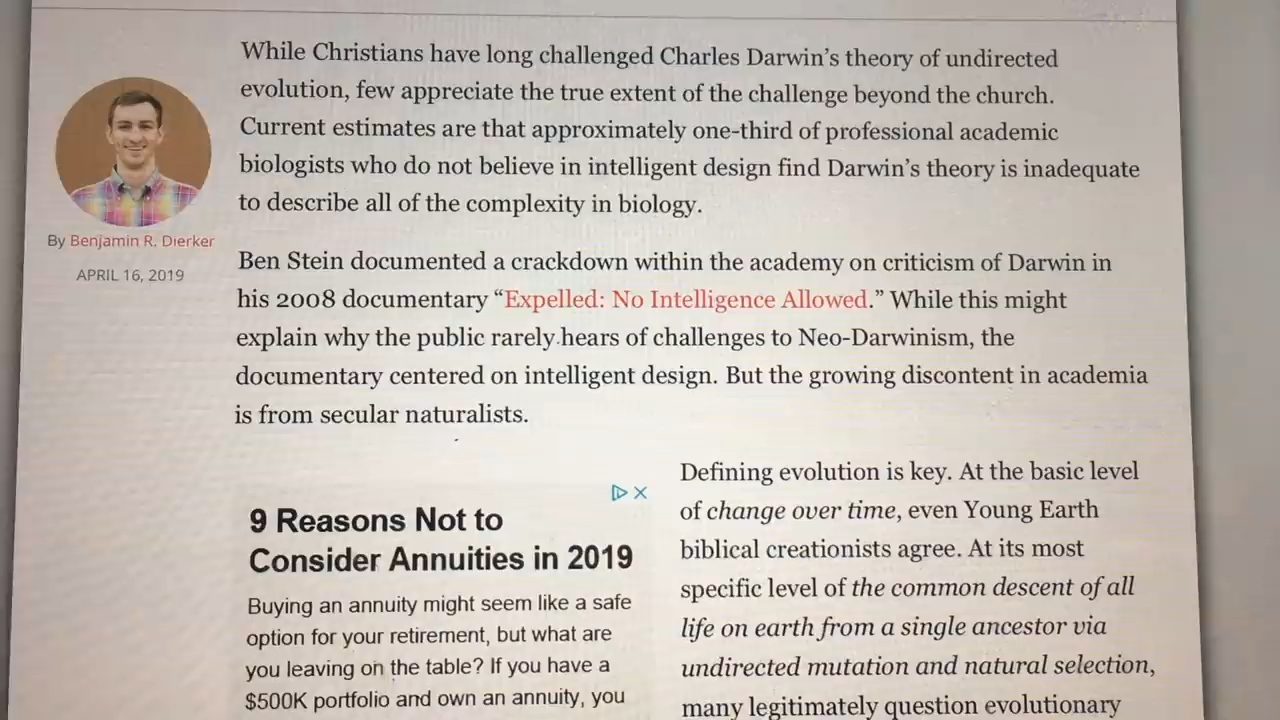 While Christians have long challenged Charles Darwin’s theory of undirected
evolution, few appreciate the true extent of the challenge beyond the church.
Current estimates are that approximately one-third of professional academic
biologists who do not believe in intelligent design find Darwin’s theory is inadequate
to describe all of the complexity in biology.
By Benjamin R. Dierker
APRIL 16, 2019
Ben Stein documented a crackdown within the academy on criticism of Darwin in
his 2008 documentary “Expelled: No Intelligence Allowed.” While this might
explain why the public rarely hears of challenges to Neo-Darwinism, the
documentary centered on intelligent design. But the growing discontent in academia
is from secular naturalists.
9 Reasons Not to
Consider Annuities in 2019
Buying an annuity might seem like a safe
option for your retirement, but what are
you leaving on the table? If you have a
$500K portfolio and own an annuity, you
Defining evolution is key. At the basic level
of change over time, even Young Earth
biblical creationists agree. At its most
specific level of the common descent of all
life on earth from a single ancestor via
undirected mutation and natural selection,
many legitimately question evolutionary